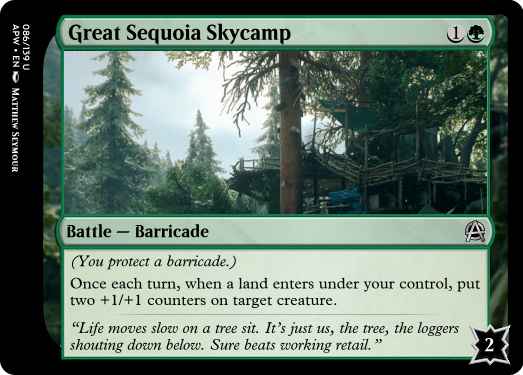 Great Sequoia Skycamp
1
Battle — Barricade
(You protect a barricade.)
Once each turn, when a land enters under your control, put
two +1/+1 counters on target creature.
“Life moves slow on a tree sit. It’s just us, the tree, the loggers
shouting down below. Sure beats working retail.”
2
086/139 U
APW • EN MATTHEW SEYMOUR